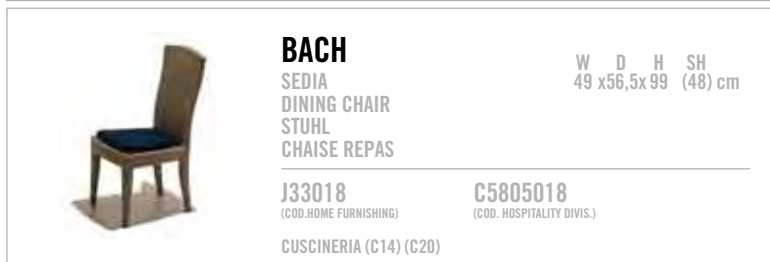 BACH
SEDIA
DINING CHAIR
STUHL
CHAISE REPAS
W D H SH
49 x56,5x 99 (48) cm
J33018
(COD.HOME FURNISHING)
C5805018
(COD. HOSPITALITY DIVIS.)
CUSCINERIA (C14) (C20)